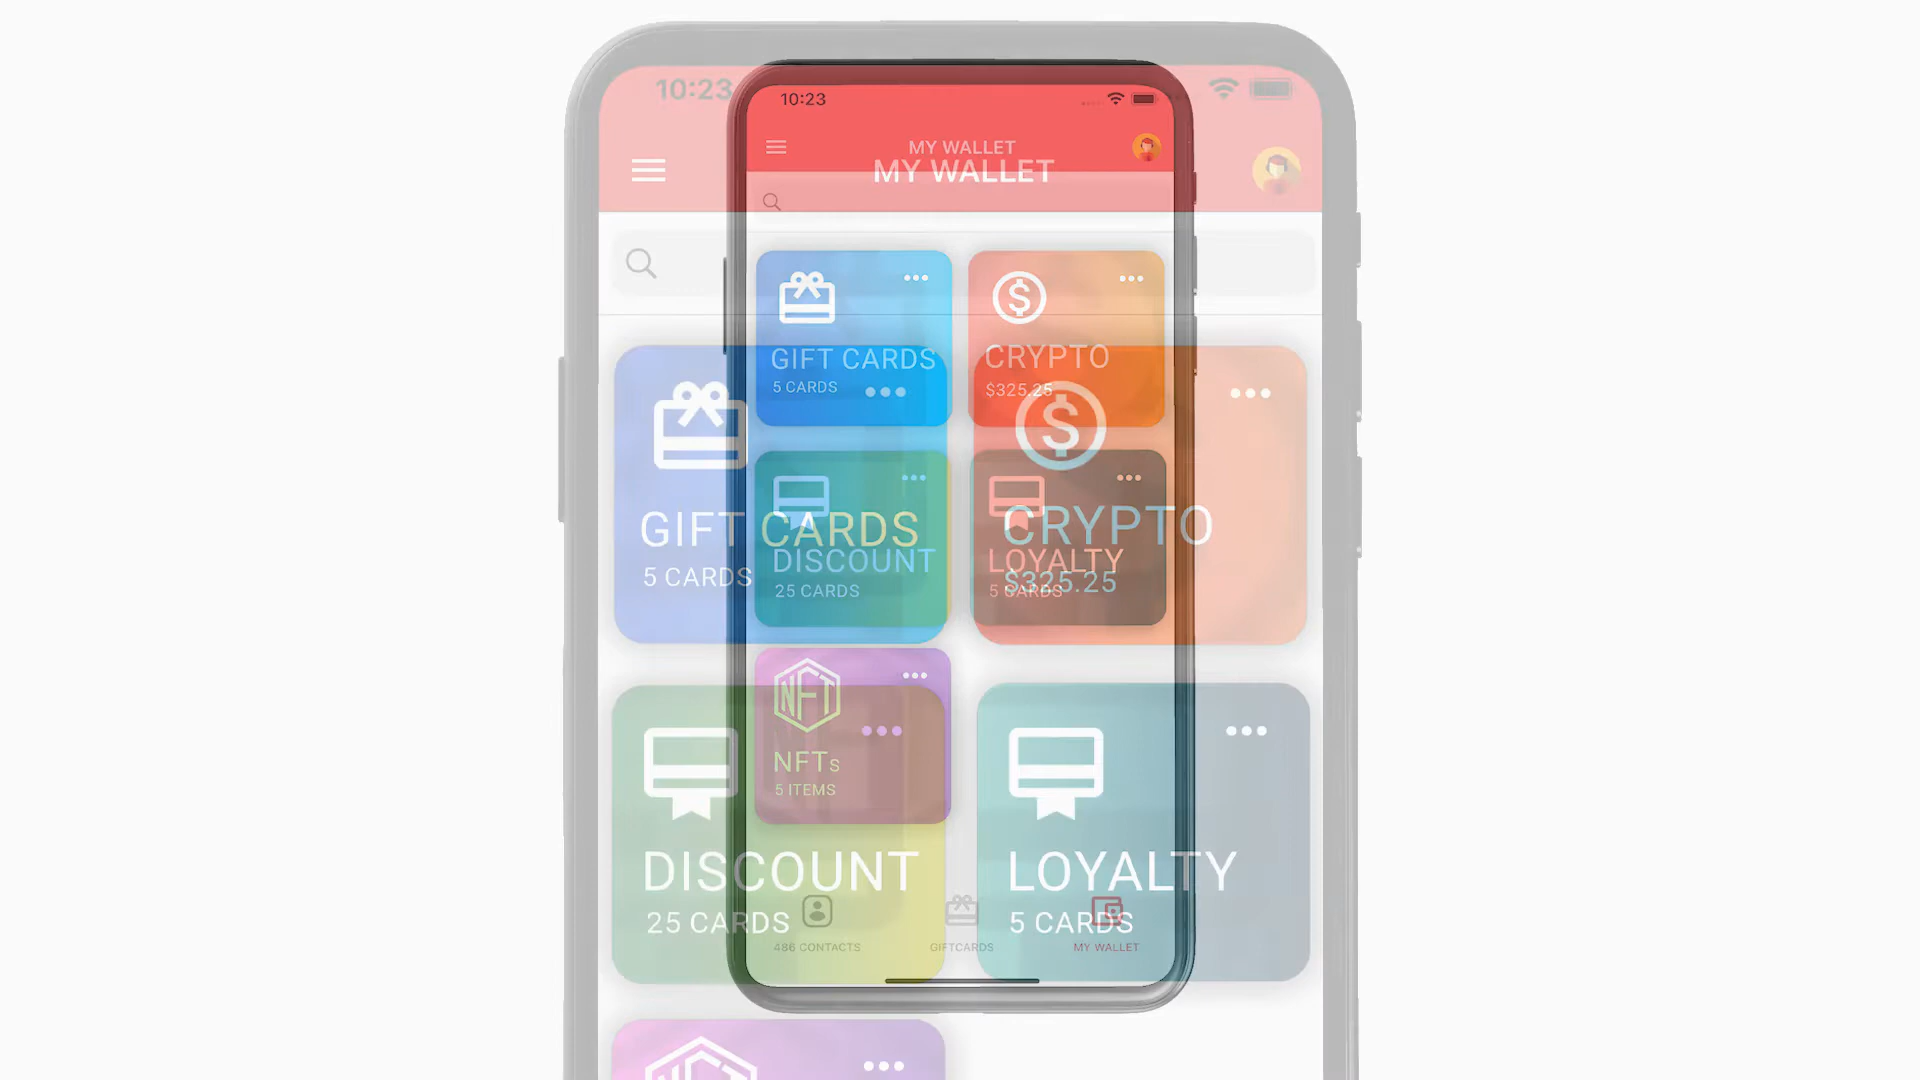 10:23
10:23
MY WALLET
MY WALLET
GIFT CARDS
5 CARDS
CRYPTO
$325.25
GIFT CARDS
5 CARDS
CRYPTO
$325.25
DISCOUNT
25 CARDS
LOYALTY
5 CARDS
NFT
NFTs
5 ITEMS
DISCOUNT
25 CARDS
LOYALTY
5 CARDS
486 CONTACTS
GIFTCARDS
MY WALLET